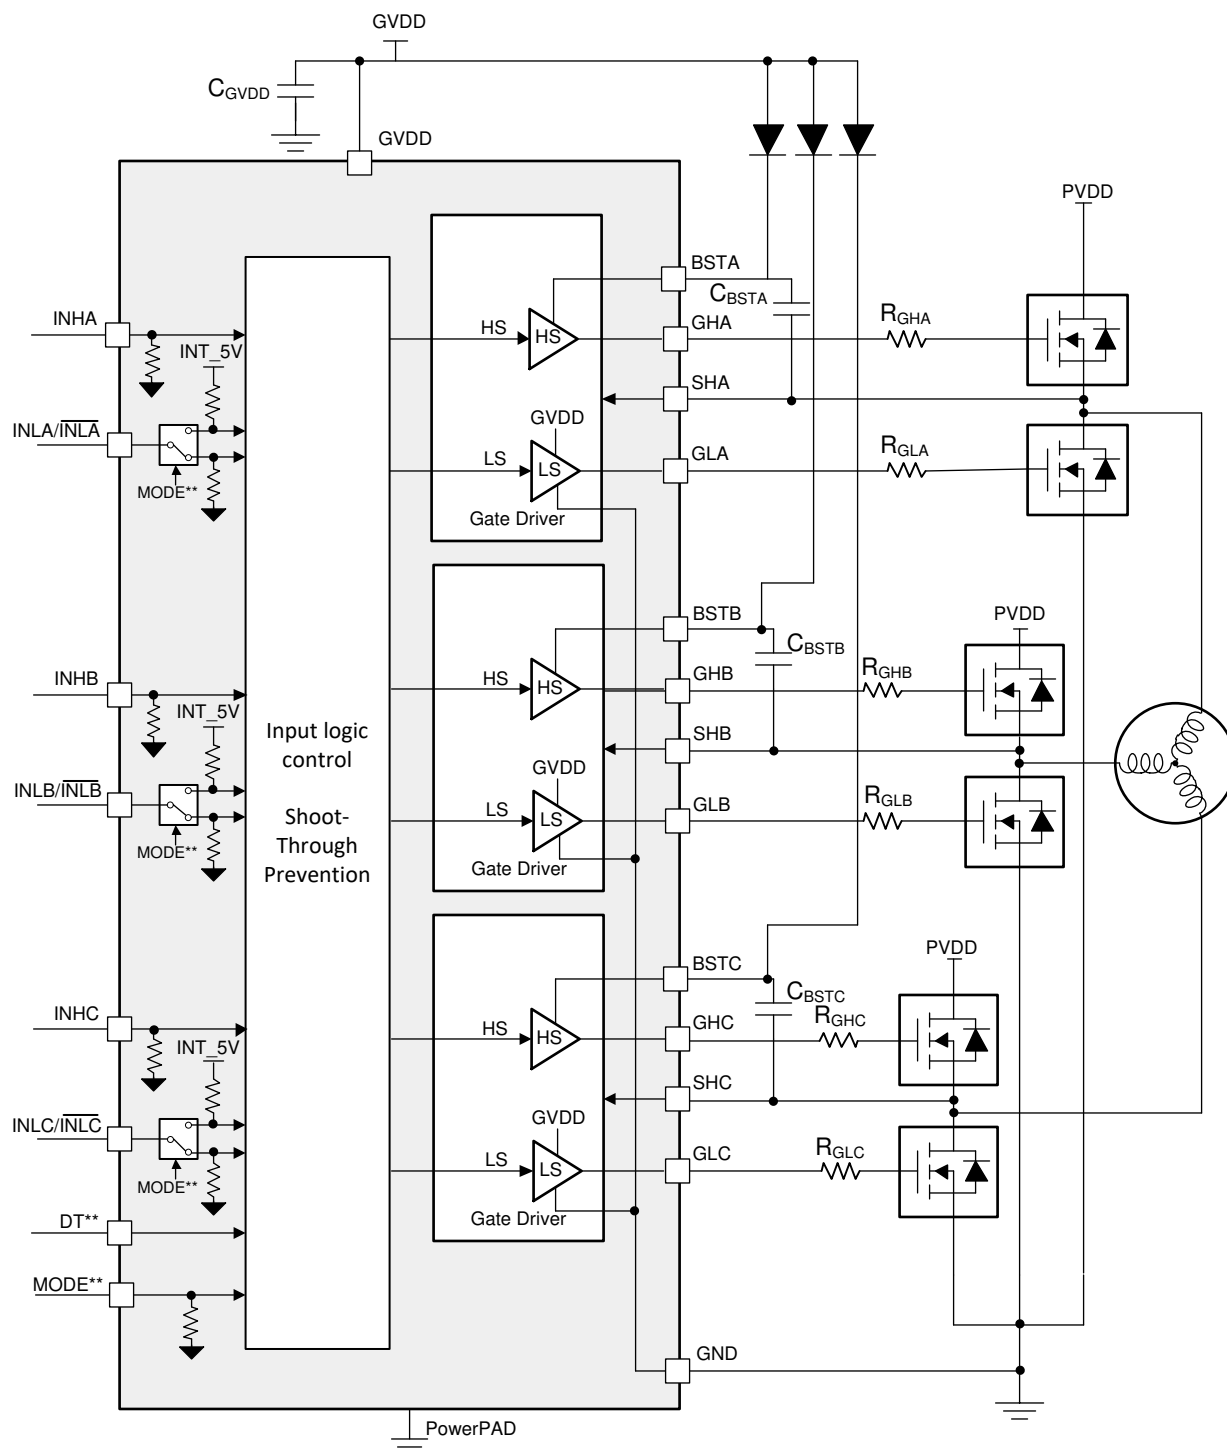 GVDD
CGVDD
GVDD
PVDD
BSTA
CBSTA
INHA
HS
HS
GHA
RGHA
INT_5V
SHA
INLA/INLA
GVDD
MODE**
LS
LS
GLA
RGLA
Gate Driver
BSTB
PVDD
CBSTB
INHB
HS
HS
GHB
RGHB
INT_5V
Input logic
control
Shoot-
Through
Prevention
SHB
INLB/INLB
GVDD
MODE**
LS
LS
GLB
RGLB
Gate Driver
BSTC
PVDD
CBSTC
INHC
HS
HS
GHC
RGHC
INT_5V
SHC
INLC/INLC
GVDD
MODE**
LS
LS
GLC
RGLC
Gate Driver
DT**
MODE**
GND
PowerPAD